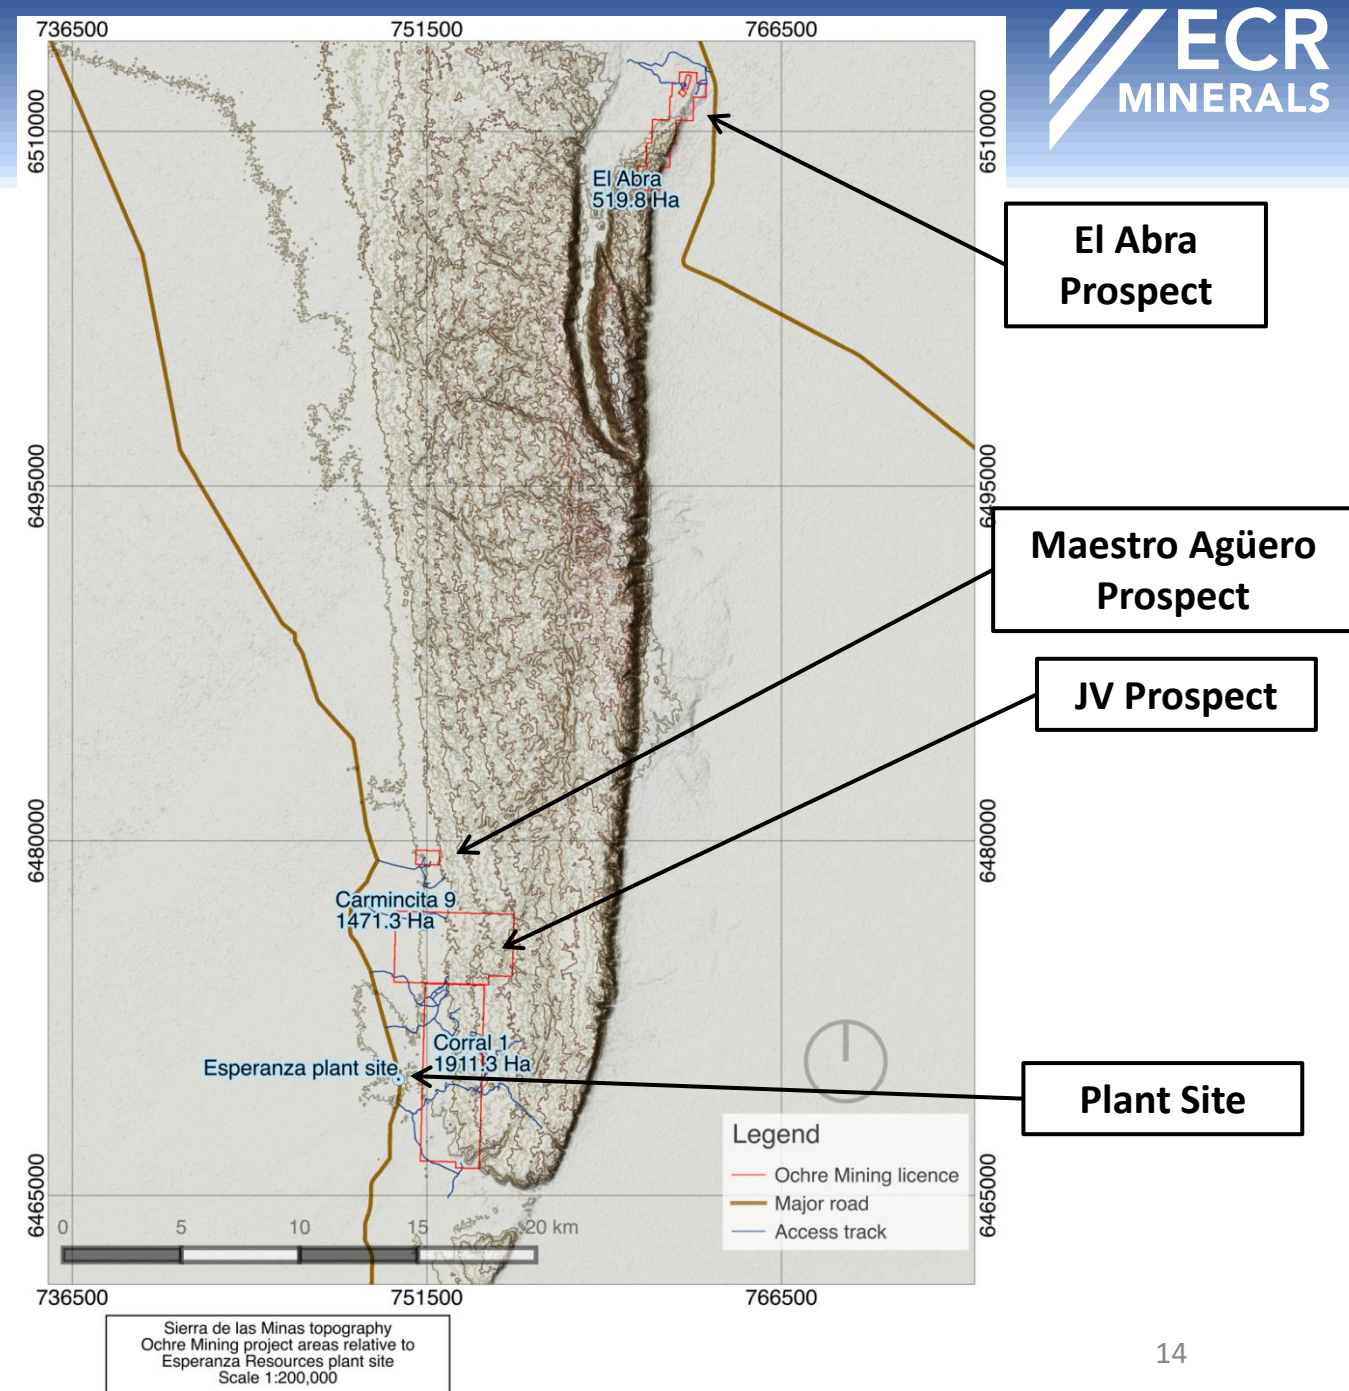 736500
751500
766500
ECR
MINERALS
6510000
6510000
El Abra
519.8 Ha
El Abra
Prospect
6495000
6495000
Maestro Agüero
Prospect
JV Prospect
6480000
6480000
Carmincita 9
1471.3 Ha
Corral 1
1911.3 Ha
Esperanza plant site
Plant Site
Legend
Ochre Mining licence
Major road
Access track
6465000
6465000
0 5 10 15 20 km
736500
751500
766500
Sierra de las Minas topography
Ochre Mining project areas relative to
Esperanza Resources plant site
Scale 1:200,000
14